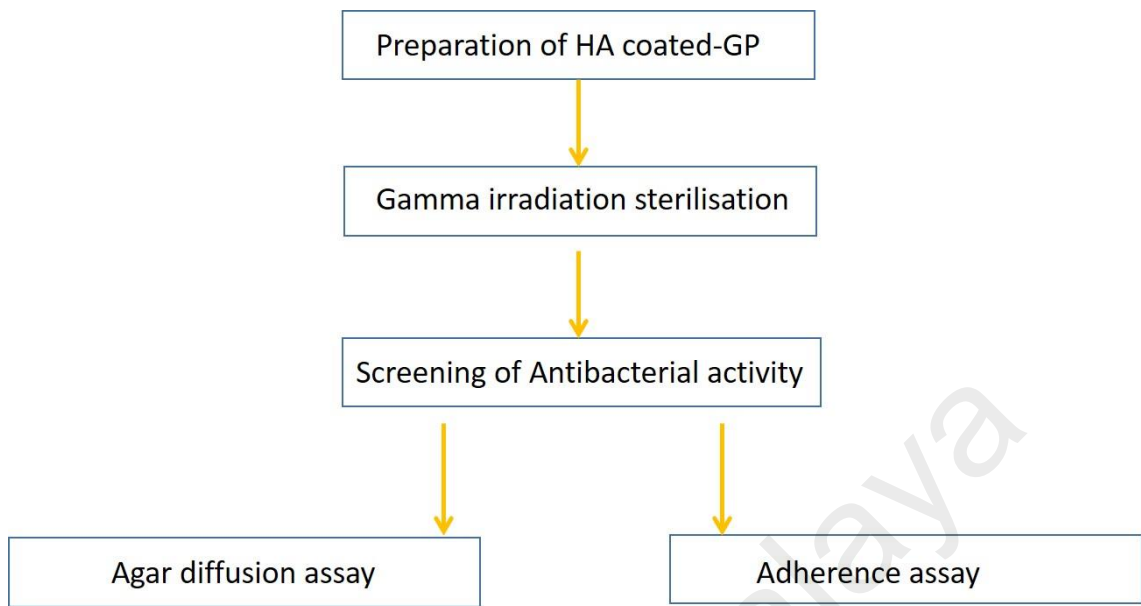 Preparation of HA coated-GP
Gamma irradiation sterilisation
Screening of Antibacterial activity
Agar diffusion assay
Adherence assay